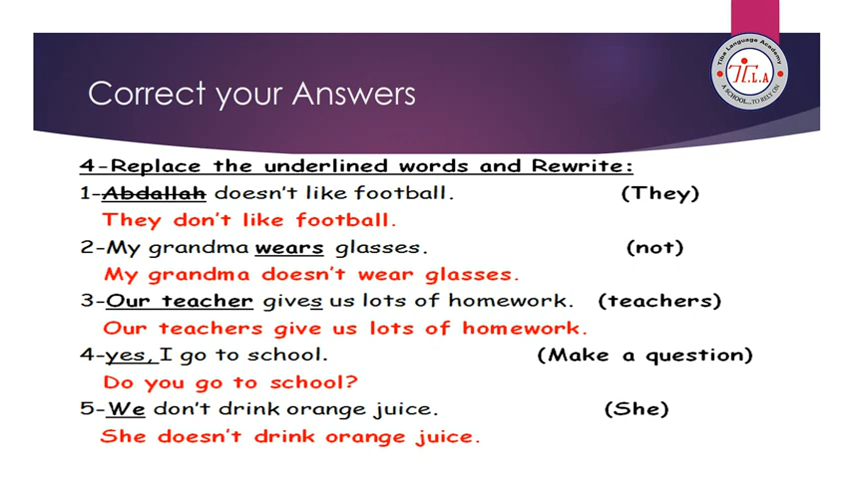 Correct your Answers
Tiba Language Academy
T.L.A
A SCHOOL...TO RELY ON
4-Replace the underlined words and Rewrite:
1-Abdallah doesn't like football. (They)
They don't like football.
2-My grandma wears glasses. (not)
My grandma doesn't wear glasses.
3-Our teacher gives us lots of homework. (teachers)
Our teachers give us lots of homework.
4-yes, I go to school. (Make a question)
Do you go to school?
5-We don't drink orange juice. (She)
She doesn't drink orange juice.